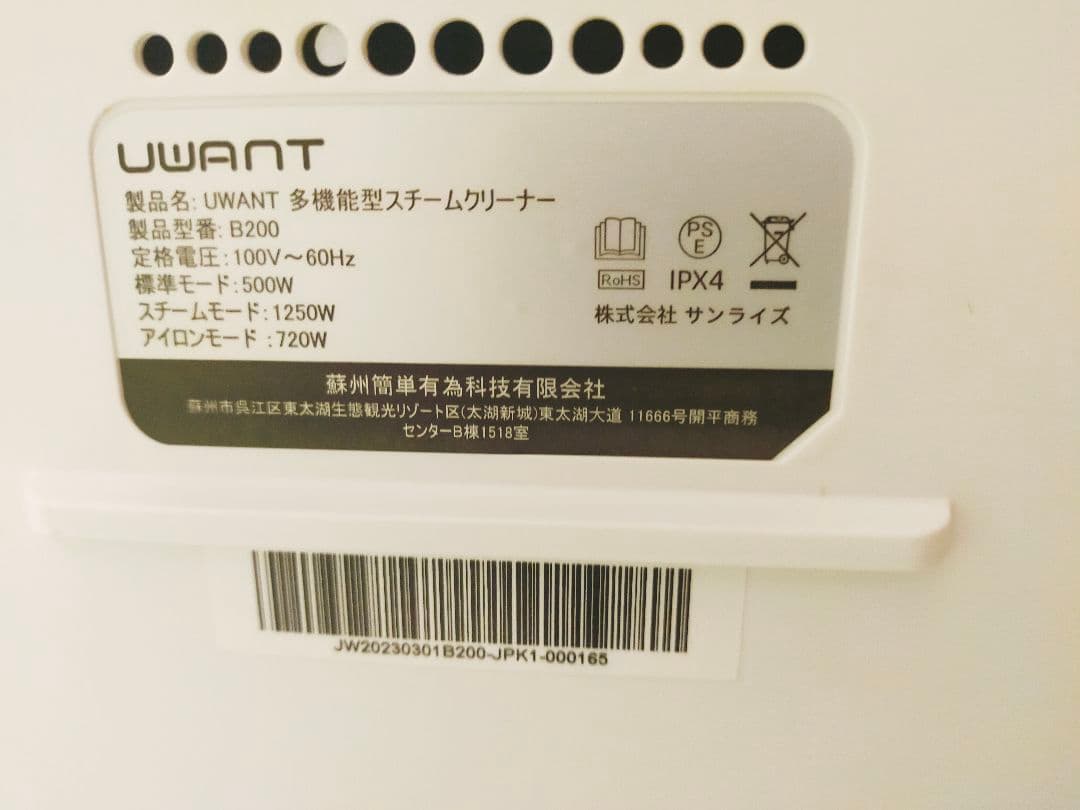 UWANT
製品名: UWANT 多機能型スチームクリーナー
製品型番: B200
定格電圧:100V～60Hz
標準モード:500W
スチームモード:1250W
アイロンモード :720W
PS
E
RoHS IPX4
株式会社 サンライズ
蘇州簡単有為科技有限会社
蘇州市呉江区東太湖生態観光リゾート区(太湖新城)東太湖大道 11666号開平商務
センターB棟1518室
JW20230301B200-JPK1-000165